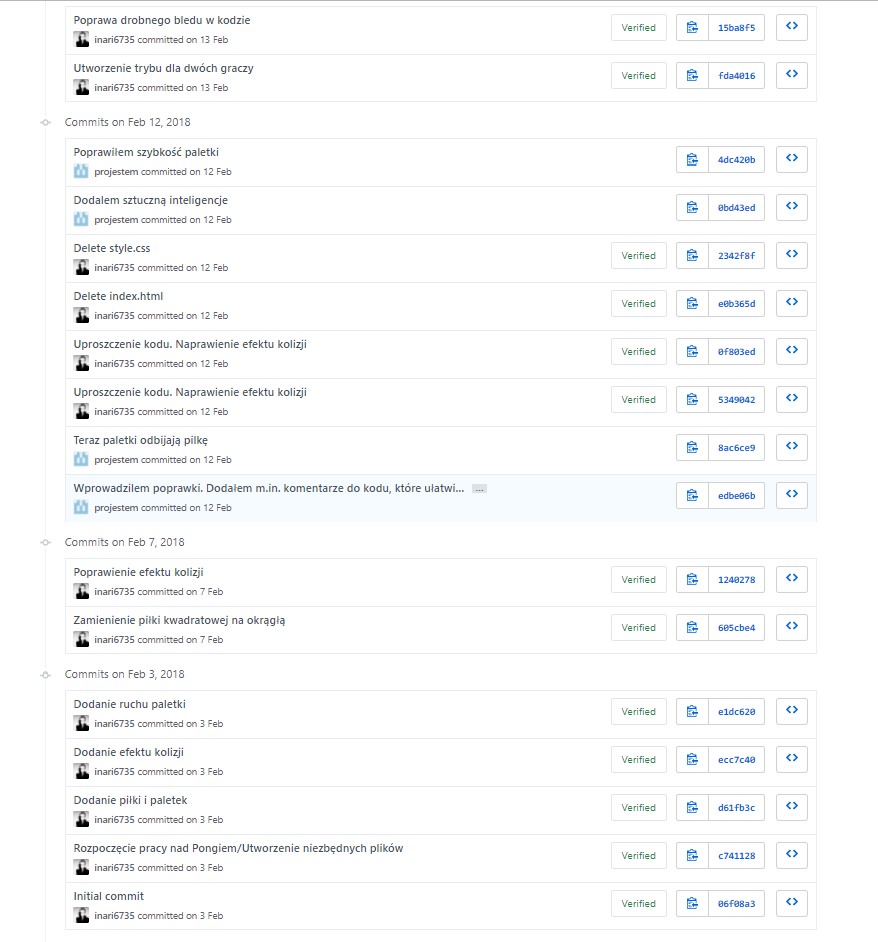 Poprawa drobnego bledu w kodzie
Verified 15ba8f5
inari6735 committed on 13 Feb
Utworzenie trybu dla dwóch graczy
Verified fda4016
inari6735 committed on 13 Feb
Commits on Feb 12, 2018
Poprawiłem szybkość paletki
4dc420b
projestem committed on 12 Feb
Dodalem sztuczną inteligencje
0bd43ed
projestem committed on 12 Feb
Delete style.css
Verified 2342f8f
inari6735 committed on 12 Feb
Delete index.html
Verified e0b365d
inari6735 committed on 12 Feb
Uproszczenie kodu. Naprawienie efektu kolizji
Verified 0f803ed
inari6735 committed on 12 Feb
Uproszczenie kodu. Naprawienie efektu kolizji
Verified 5349042
inari6735 committed on 12 Feb
Teraz paletki odbijają pilkę
8ac6ce9
projestem committed on 12 Feb
Wprowadzilem poprawki. Dodałem m.in. komentarze do kodu, które ułatwi... ...
edbe06b
projestem committed on 12 Feb
Commits on Feb 7, 2018
Poprawienie efektu kolizji
Verified 1240278
inari6735 committed on 7 Feb
Zamienienie piłki kwadratowej na okrągłą
Verified 605cbe4
inari6735 committed on 7 Feb
Commits on Feb 3, 2018
Dodanie ruchu paletki
Verified e1dc620
inari6735 committed on 3 Feb
Dodanie efektu kolizji
Verified ecc7c40
inari6735 committed on 3 Feb
Dodanie piłki i paletek
Verified d61fb3c
inari6735 committed on 3 Feb
Rozpoczęcie pracy nad Pongiem/Utworzenie niezbędnych plików
Verified c741128
inari6735 committed on 3 Feb
Initial commit
Verified 06f08a3
inari6735 committed on 3 Feb